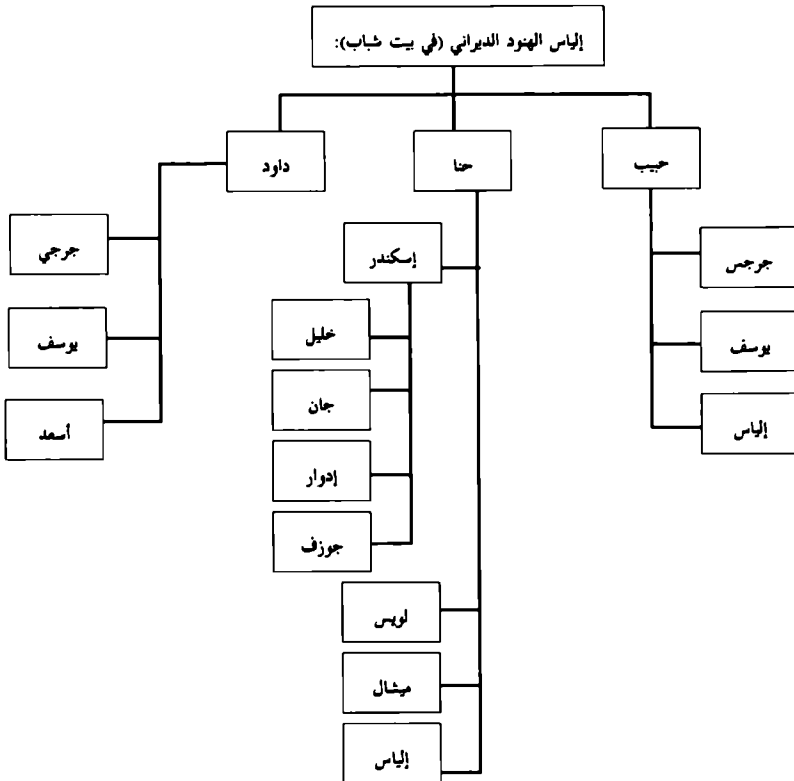 إلياس الهنود الديراني (في بيت شباب):
حبيب
حنا
داود
جرجس
يوسف
إلياس
إسكندر
خليل
جان
إدوار
جوزف
لويس
ميشال
إلياس
جرجي
يوسف
أسعد